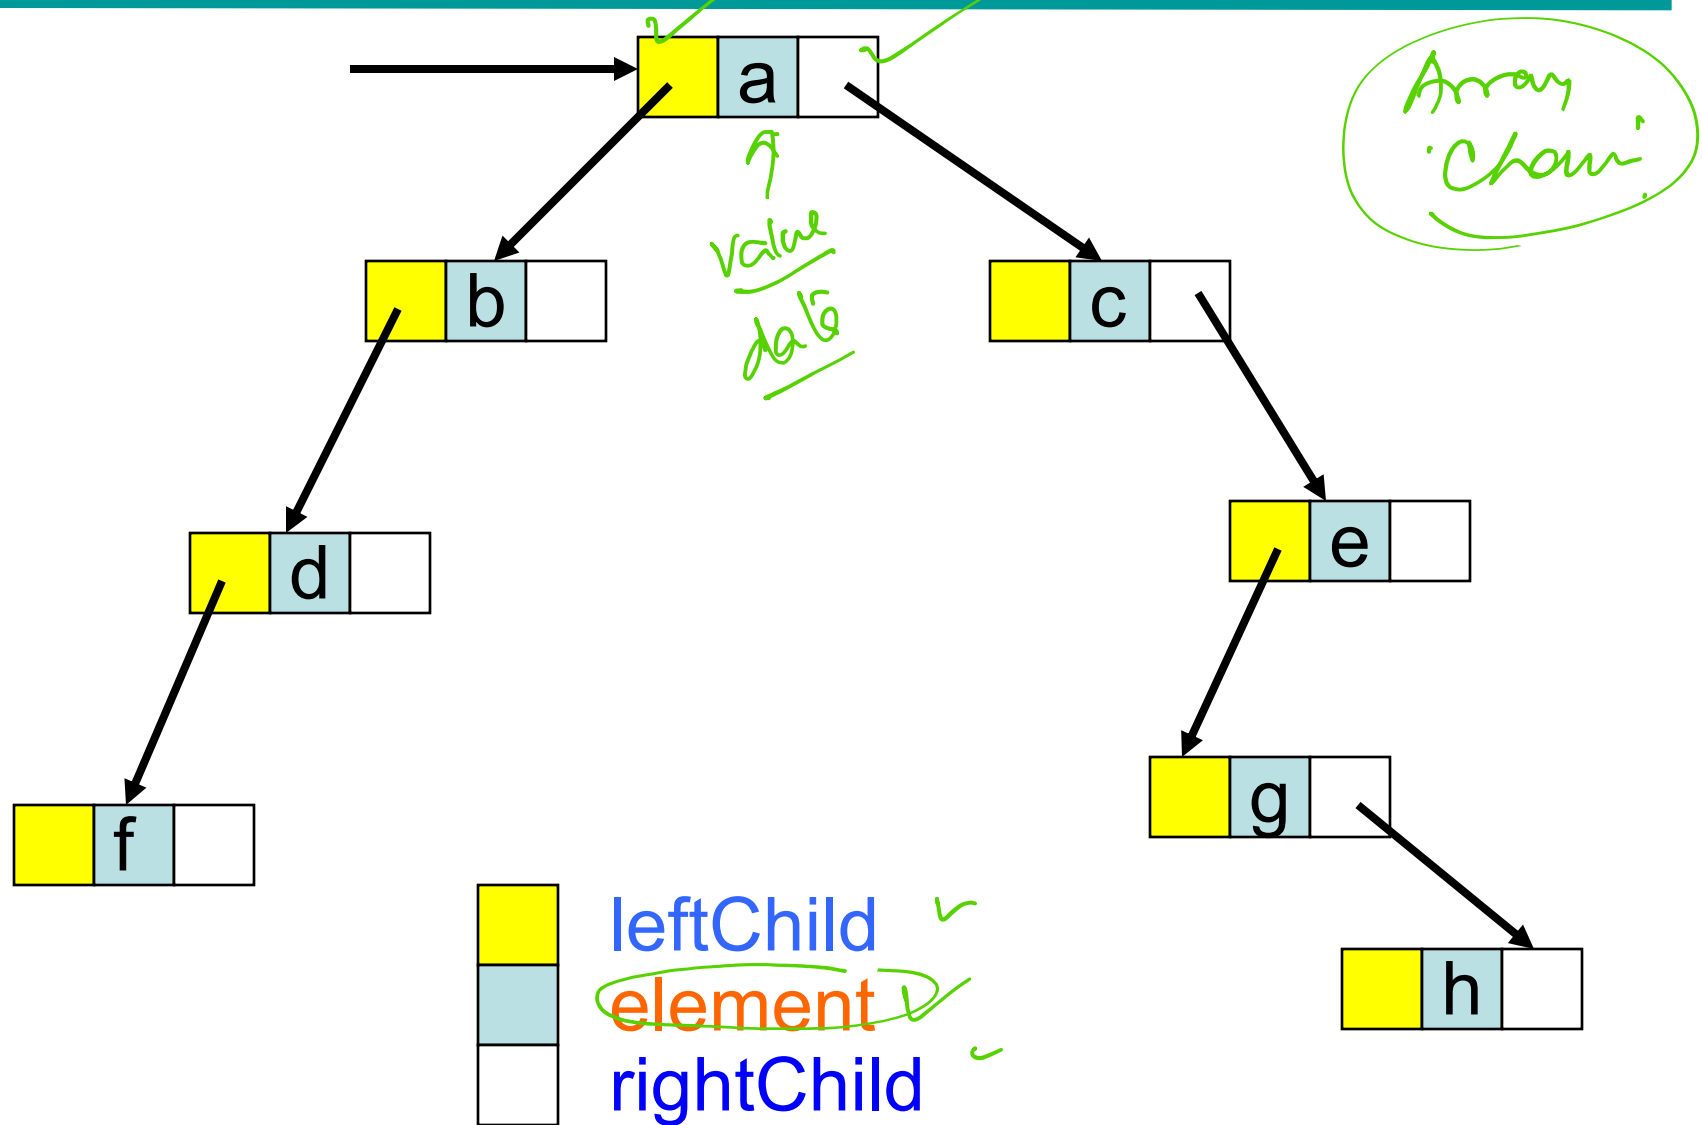 a
Array
Chain
value
data
b
c
d
e
f
g
h
leftChild
element
rightChild